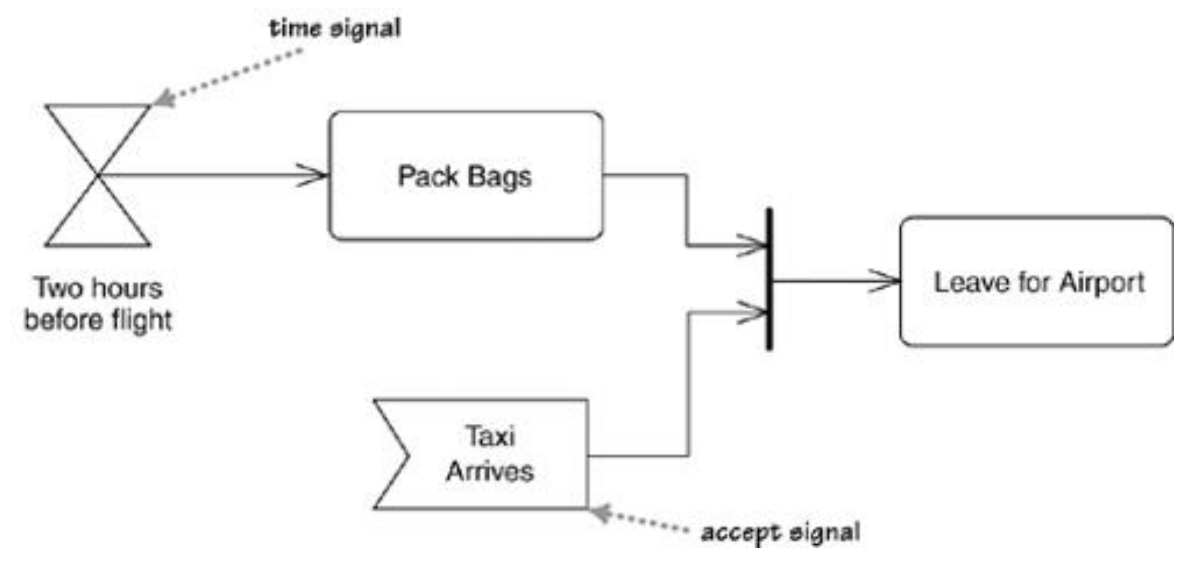 time signal
Pack Bags
Two hours
before flight
Leave for Airport
Taxi
Arrives
accept signal